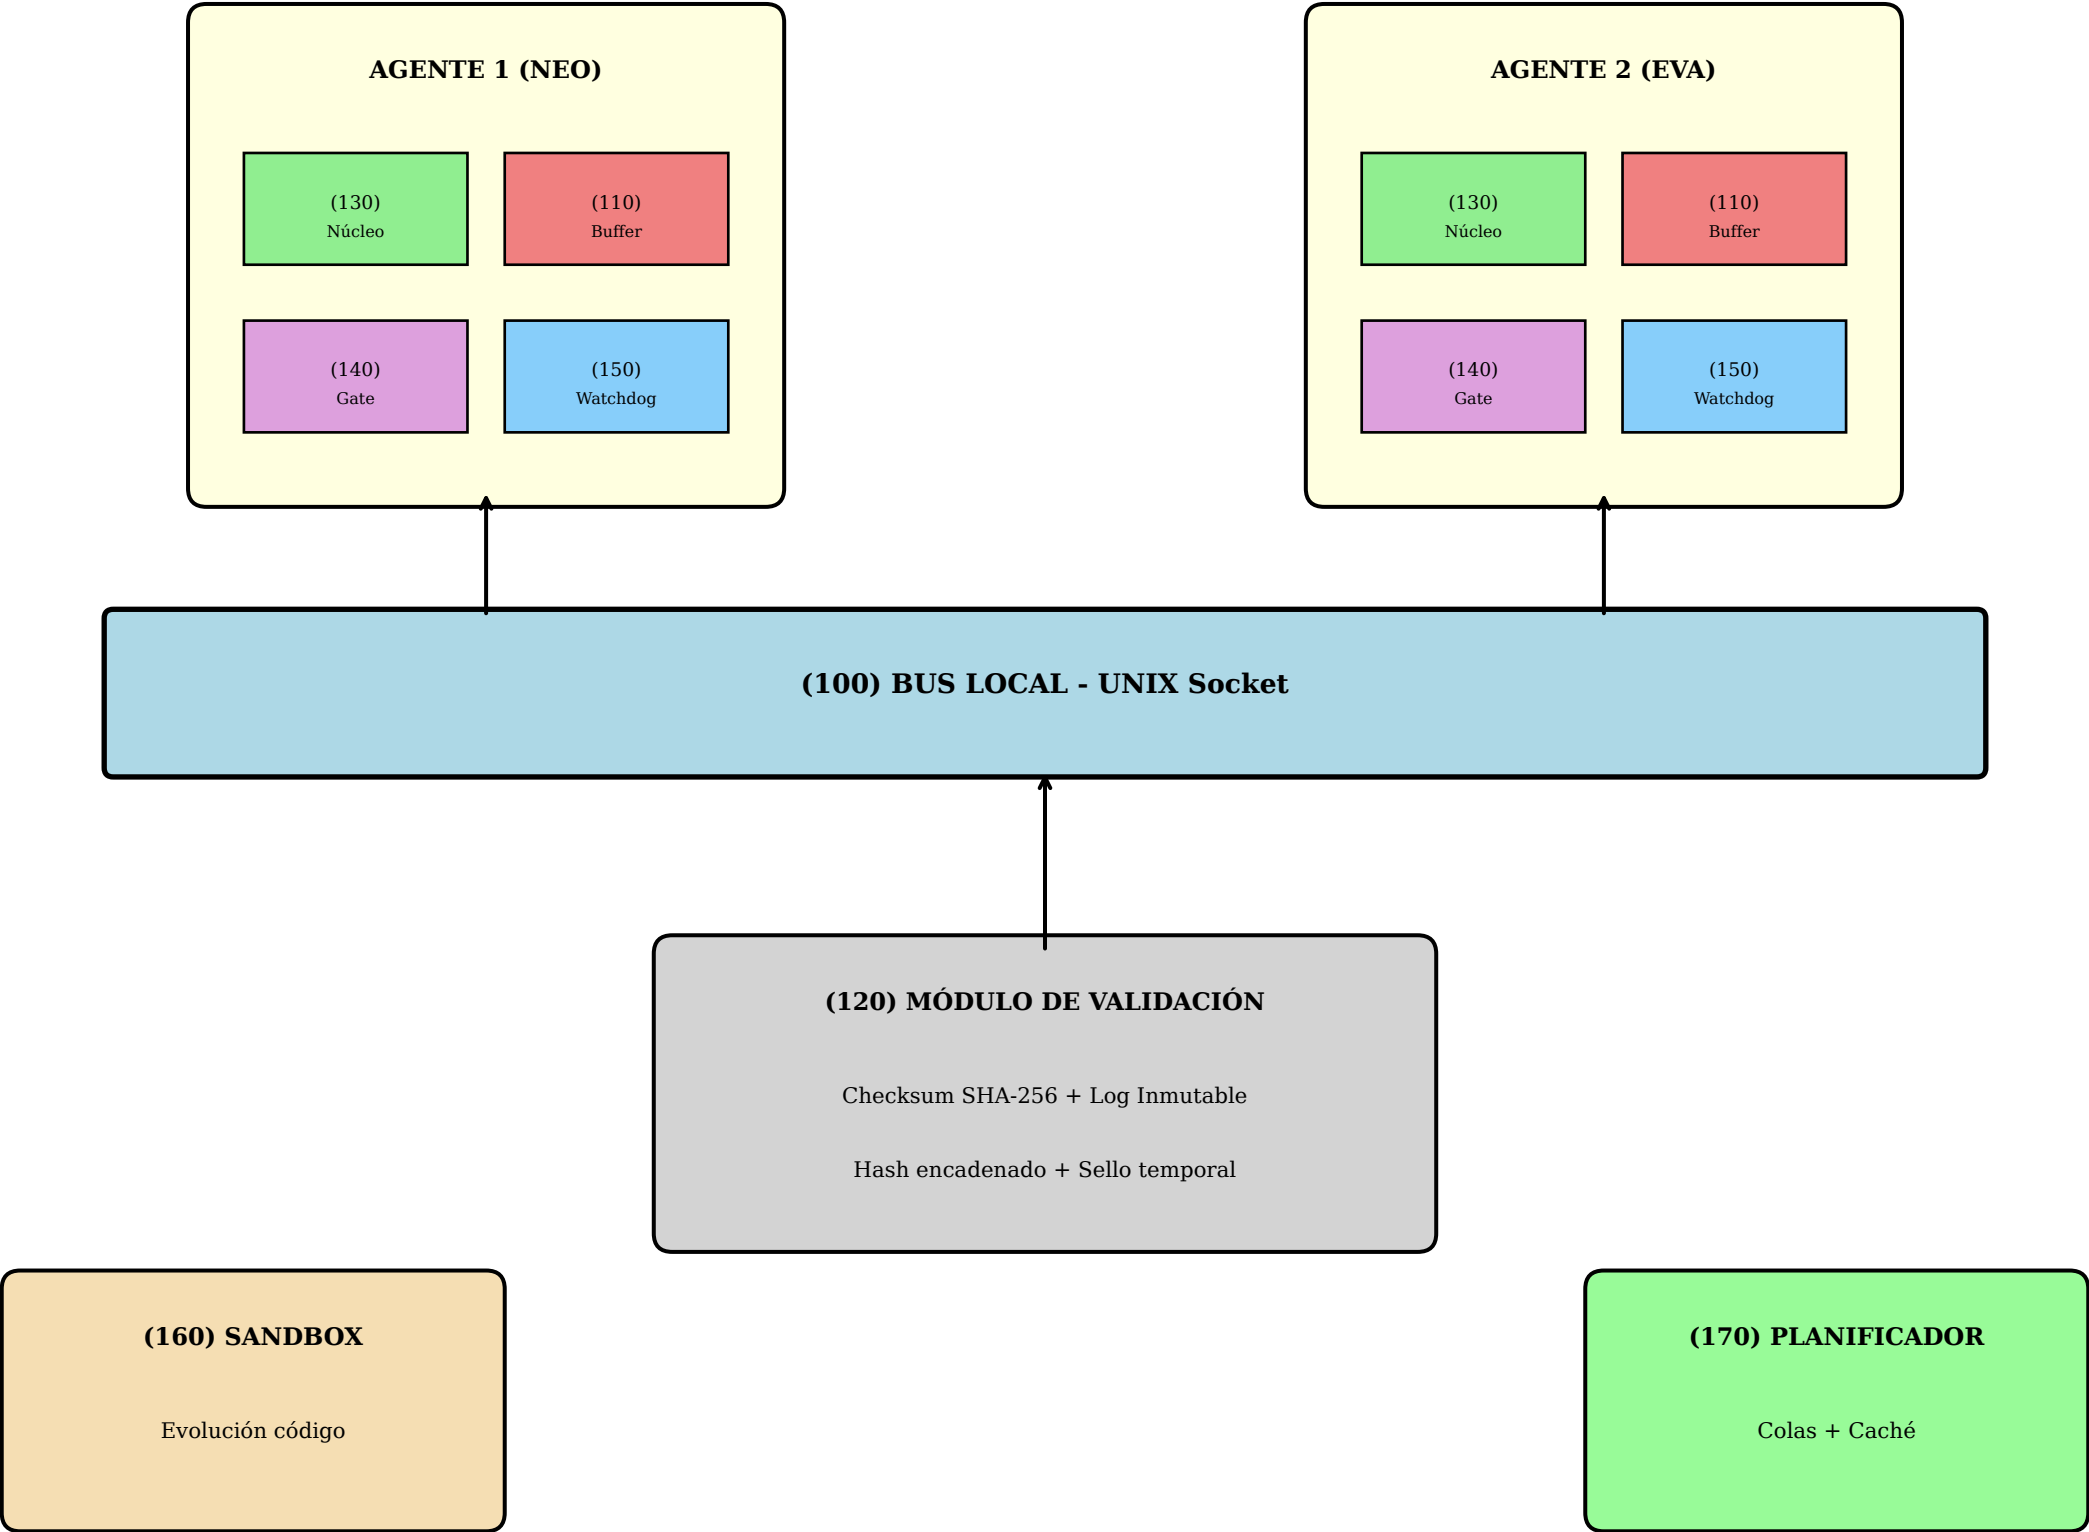 AGENTE 1 (NEO)
(130)
Núcleo
(110)
Buffer
(140)
Gate
(150)
Watchdog
AGENTE 2 (EVA)
(130)
Núcleo
(110)
Buffer
(140)
Gate
(150)
Watchdog
(100) BUS LOCAL - UNIX Socket
(120) MÓDULO DE VALIDACIÓN
Checksum SHA-256 + Log Inmutable
Hash encadenado + Sello temporal
(160) SANDBOX
Evolución código
(170) PLANIFICADOR
Colas + Caché